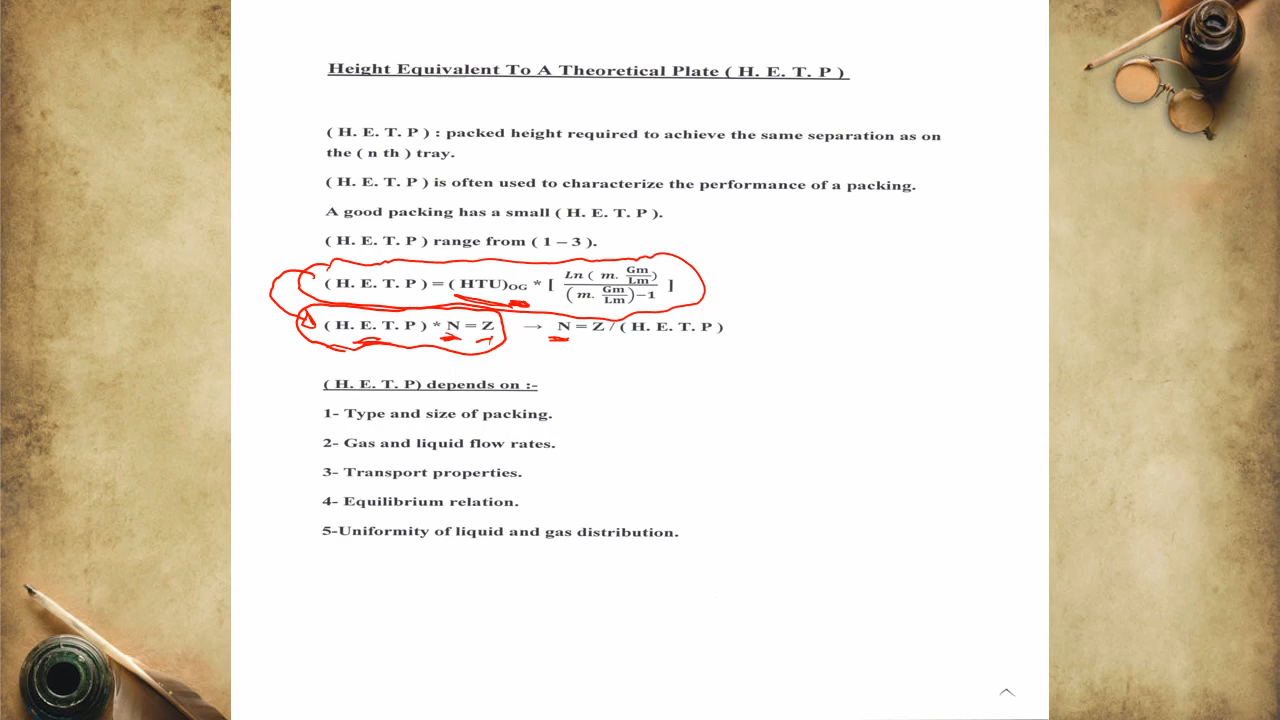 Height Equivalent To A Theoretical Plate ( H. E. T. P )
( H. E. T. P ) : packed height required to achieve the same separation as on
the ( n th ) tray.
( H. E. T. P ) is often used to characterize the performance of a packing.
A good packing has a small ( H. E. T. P ).
( H. E. T. P ) range from ( 1 – 3 ).
( H. E. T. P ) = ( HTU)OG * [ Ln ( m. Gm/Lm) / (m. Gm/Lm)−1 ]
( H. E. T. P ) * N = Z → N = Z / ( H. E. T. P )
( H. E. T. P) depends on :-
1- Type and size of packing.
2- Gas and liquid flow rates.
3- Transport properties.
4- Equilibrium relation.
5-Uniformity of liquid and gas distribution.